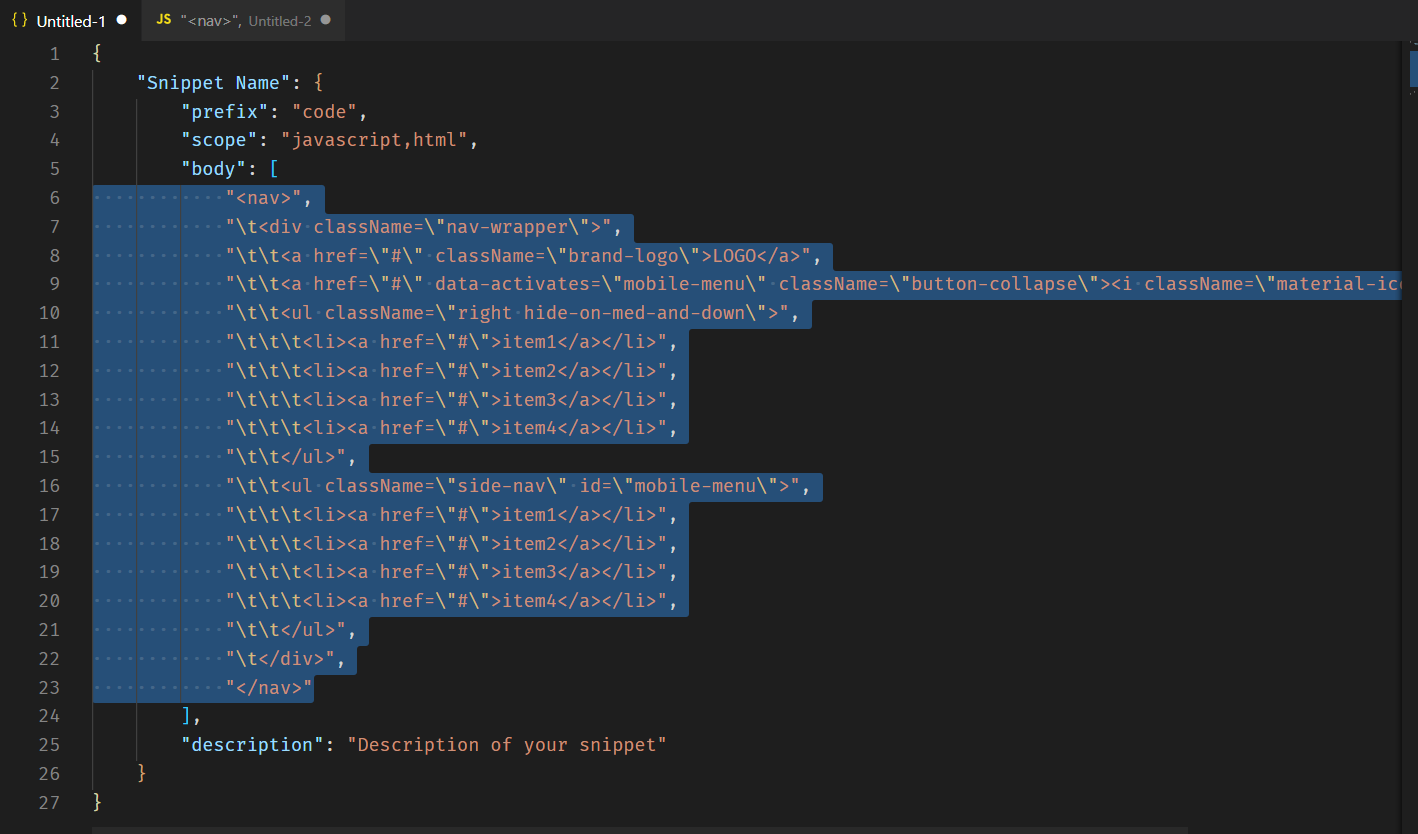 {} Untitled-1 ● JS "<nav>", Untitled-2 ●
1 {
2 "Snippet Name": {
3 "prefix": "code",
4 "scope": "javascript,html",
5 "body": [
6 "<nav>",
7 "\t<div className=\"nav-wrapper\">",
8 "\t\t<a href=\"#\" className=\"brand-logo\">LOGO</a>",
9 "\t\t<a href=\"#\" data-activates=\"mobile-menu\" className=\"button-collapse\"><i className=\"material-ic
10 "\t\t<ul className=\"right hide-on-med-and-down\">",
11 "\t\t\t<li><a href=\"#\">item1</a></li>",
12 "\t\t\t<li><a href=\"#\">item2</a></li>",
13 "\t\t\t<li><a href=\"#\">item3</a></li>",
14 "\t\t\t<li><a href=\"#\">item4</a></li>",
15 "\t\t</ul>",
16 "\t\t<ul className=\"side-nav\" id=\"mobile-menu\">",
17 "\t\t\t<li><a href=\"#\">item1</a></li>",
18 "\t\t\t<li><a href=\"#\">item2</a></li>",
19 "\t\t\t<li><a href=\"#\">item3</a></li>",
20 "\t\t\t<li><a href=\"#\">item4</a></li>",
21 "\t\t</ul>",
22 "\t</div>",
23 "</nav>"
24 ],
25 "description": "Description of your snippet"
26 }
27 }